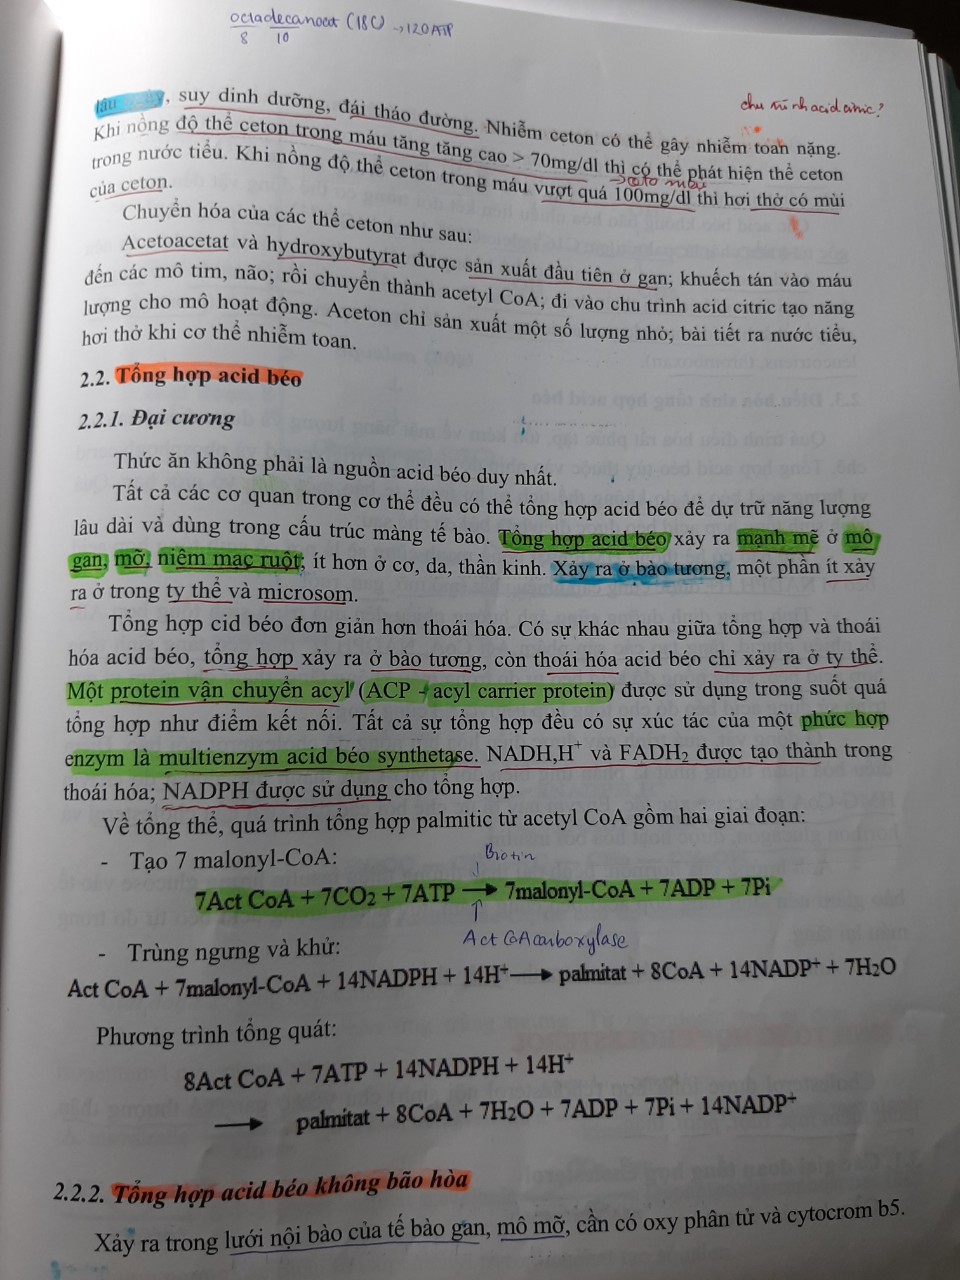 octadecanoat (18C) → 120ATP
8 10
chu trình acid citric?
lâu ngày, suy dinh dưỡng, đái tháo đường. Nhiễm ceton có thể gây nhiễm toan nặng.
Khi nồng độ thể ceton trong máu tăng tăng cao > 70mg/dl thì có thể phát hiện thể ceton
trong nước tiểu. Khi nồng độ thể ceton trong máu vượt quá 100mg/dl thì hơi thở có mùi
của ceton.
Chuyển hóa của các thể ceton như sau:
Acetoacetat và hydroxybutyrat được sản xuất đầu tiên ở gan; khuếch tán vào máu
đến các mô tim, não; rồi chuyển thành acetyl CoA; đi vào chu trình acid citric tạo năng
lượng cho mô hoạt động. Aceton chỉ sản xuất một số lượng nhỏ; bài tiết ra nước tiểu,
hơi thở khi cơ thể nhiễm toan.
2.2. Tổng hợp acid béo
2.2.1. Đại cương
Thức ăn không phải là nguồn acid béo duy nhất.
Tất cả các cơ quan trong cơ thể đều có thể tổng hợp acid béo để dự trữ năng lượng
lâu dài và dùng trong cấu trúc màng tế bào. Tổng hợp acid béo xảy ra mạnh mẽ ở mô
gan, mỡ, niêm mạc ruột; ít hơn ở cơ, da, thần kinh. Xảy ra ở bào tương, một phần ít xảy
ra ở trong ty thể và microsom.
Tổng hợp cid béo đơn giản hơn thoái hóa. Có sự khác nhau giữa tổng hợp và thoái
hóa acid béo, tổng hợp xảy ra ở bào tương, còn thoái hóa acid béo chỉ xảy ra ở ty thể.
Một protein vận chuyển acyl (ACP - acyl carrier protein) được sử dụng trong suốt quá
tổng hợp như điểm kết nối. Tất cả sự tổng hợp đều có sự xúc tác của một phức hợp
enzym là multienzym acid béo synthetase. NADH,H⁺ và FADH₂ được tạo thành trong
thoái hóa; NADPH được sử dụng cho tổng hợp.
Về tổng thể, quá trình tổng hợp palmitic từ acetyl CoA gồm hai giai đoạn:
- Tạo 7 malonyl-CoA:
Biotin
7Act CoA + 7CO₂ + 7ATP → 7malonyl-CoA + 7ADP + 7Pi
Act CoA carboxylase
- Trùng ngưng và khử:
Act CoA + 7malonyl-CoA + 14NADPH + 14H⁺ → palmitat + 8CoA + 14NADP⁺ + 7H₂O
Phương trình tổng quát:
8Act CoA + 7ATP + 14NADPH + 14H⁺
→ palmitat + 8CoA + 7H₂O + 7ADP + 7Pi + 14NADP⁺
2.2.2. Tổng hợp acid béo không bão hòa
Xảy ra trong lưới nội bào của tế bào gan, mô mỡ, cần có oxy phân tử và cytocrom b5.